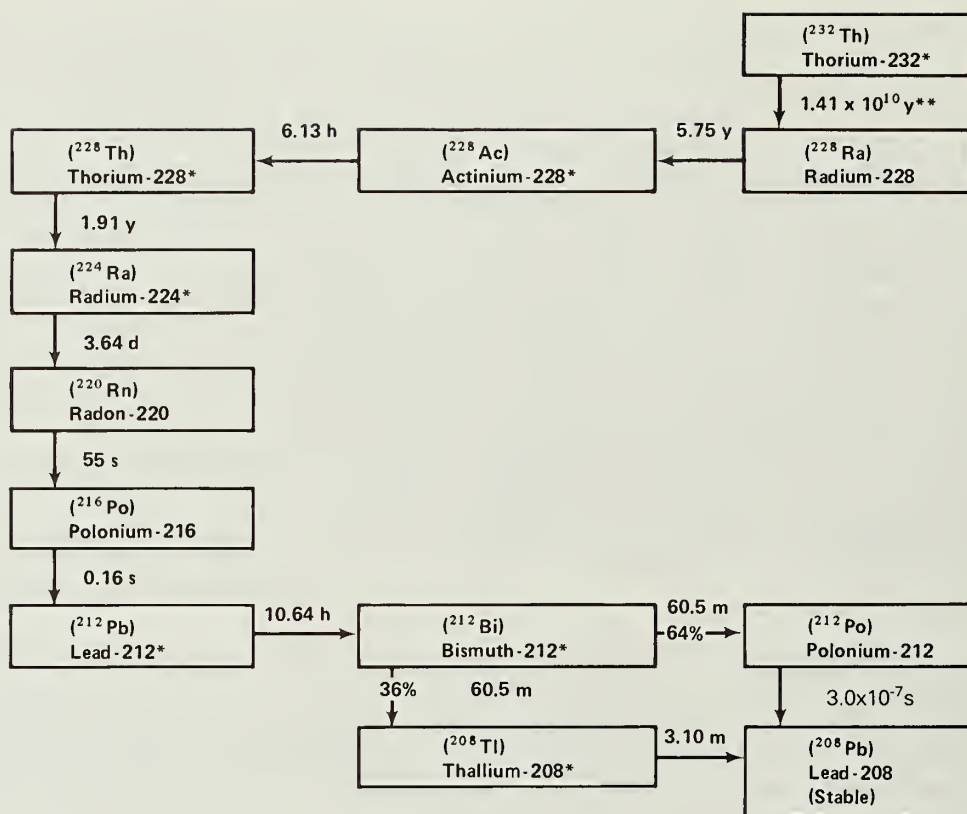 (²³²Th)
Thorium-232*
1.41 x 10¹⁰ y**
(²²⁸Ra)
Radium-228
5.75 y
(²²⁸Ac)
Actinium-228*
6.13 h
(²²⁸Th)
Thorium-228*
1.91 y
(²²⁴Ra)
Radium-224*
3.64 d
(²²⁰Rn)
Radon-220
55 s
(²¹⁶Po)
Polonium-216
0.16 s
(²¹²Pb)
Lead-212*
10.64 h
(²¹²Bi)
Bismuth-212*
60.5 m
64%
(²¹²Po)
Polonium-212
36% 60.5 m
3.0x10⁻⁷s
(²⁰⁸Tl)
Thallium-208*
3.10 m
(²⁰⁸Pb)
Lead-208
(Stable)